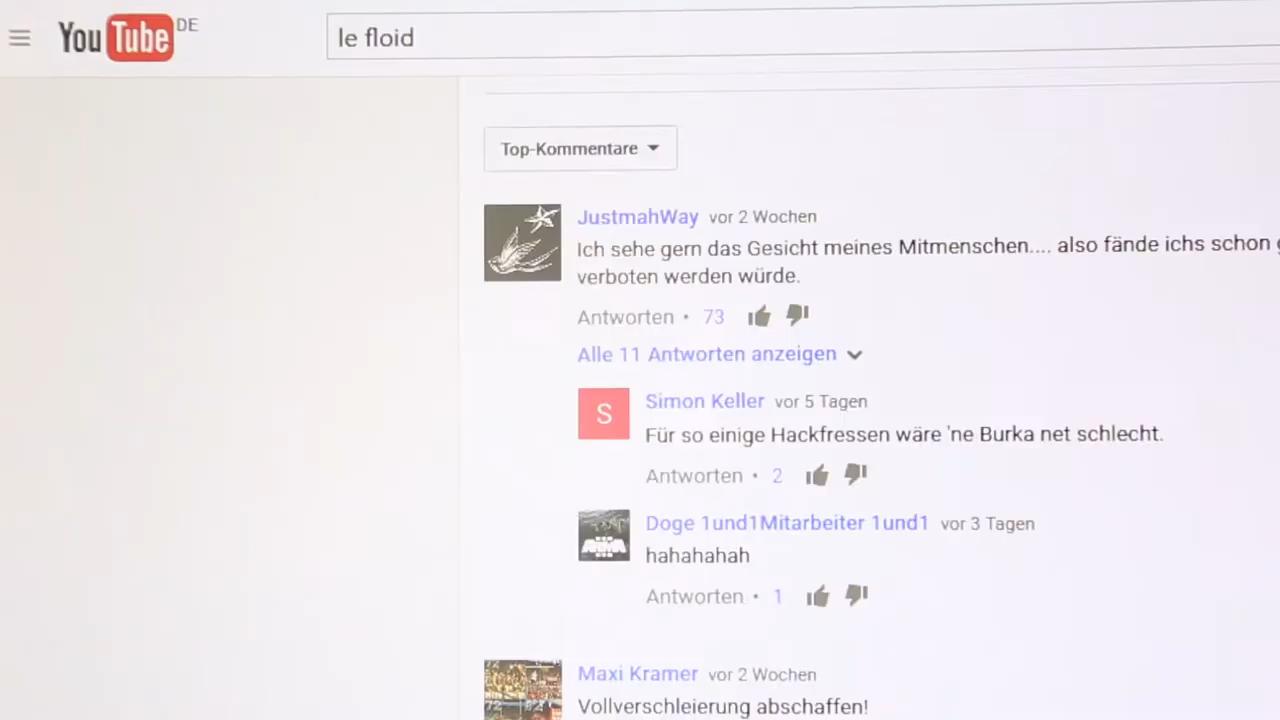 YouTube DE
le floid
Top-Kommentare
JustmahWay vor 2 Wochen
Ich sehe gern das Gesicht meines Mitmenschen.... also fände ichs schon
verboten werden würde.
Antworten • 73
Alle 11 Antworten anzeigen
S
Simon Keller vor 5 Tagen
Für so einige Hackfressen wäre 'ne Burka net schlecht.
Antworten • 2
Doge 1und1Mitarbeiter 1und1 vor 3 Tagen
hahahahah
Antworten • 1
Maxi Kramer vor 2 Wochen
Vollverschleierung abschaffen!